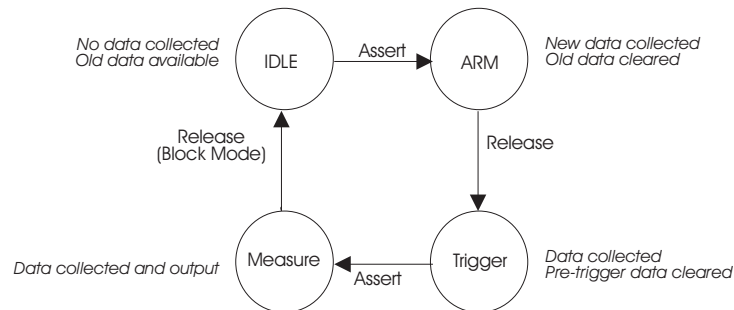 No data collected
Old data available
IDLE
Assert
ARM
New data collected
Old data cleared
Release
(Block Mode)
Release
Data collected and output
Measure
Assert
Trigger
Data collected
Pre-trigger data cleared